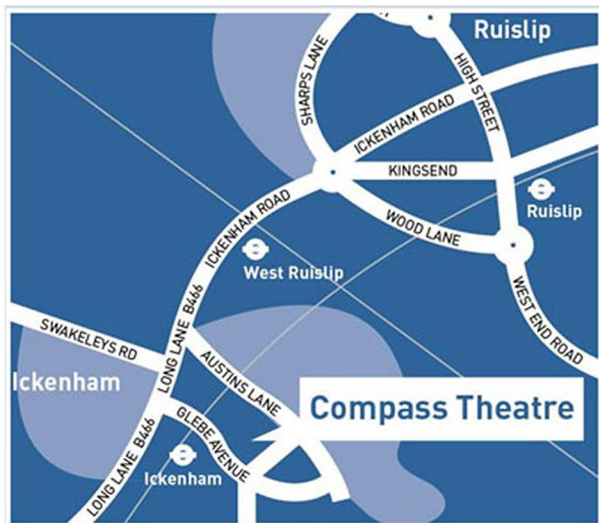 Ruislip
SHARPS LANE
HIGH STREET
ICKENHAM ROAD
KINGSEND
Ruislip
WOOD LANE
ICKENHAM ROAD
West Ruislip
WEST END ROAD
LONG LANE B466
SWAKELEYS RD
AUSTINS LANE
Ickenham
Compass Theatre
GLEBE AVENUE
LONG LANE B466
Ickenham